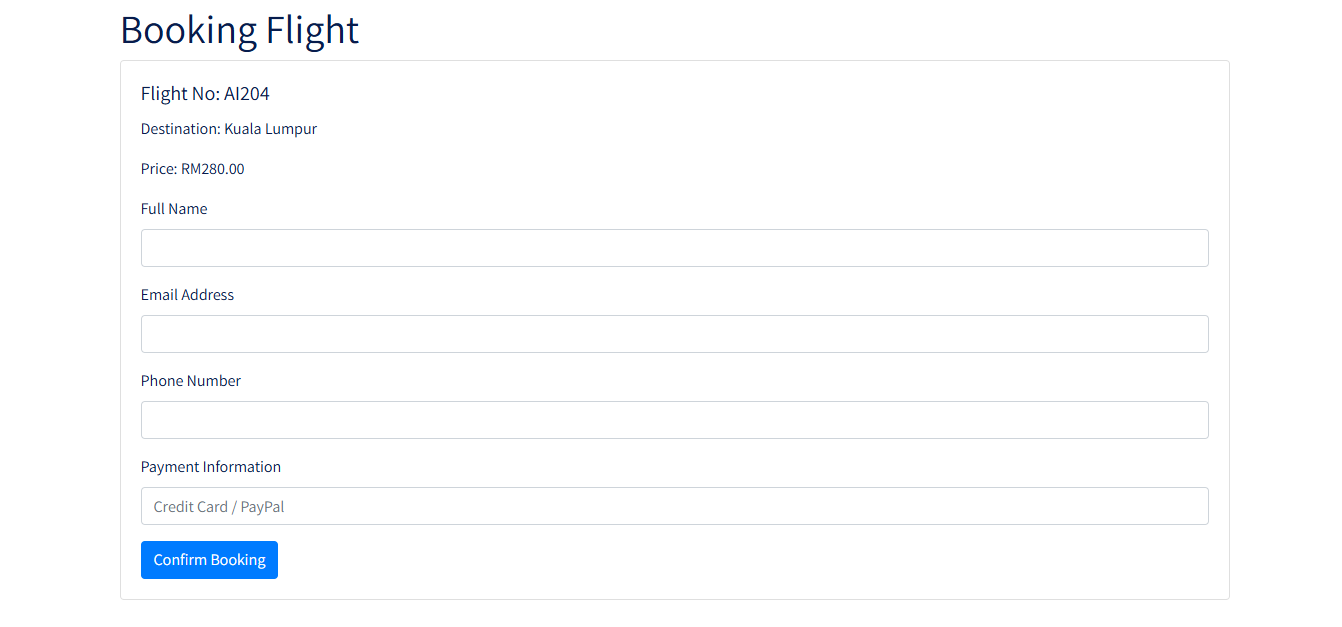 Booking Flight
Flight No: AI204
Destination: Kuala Lumpur
Price: RM280.00
Full Name
Email Address
Phone Number
Payment Information
Credit Card / PayPal
Confirm Booking